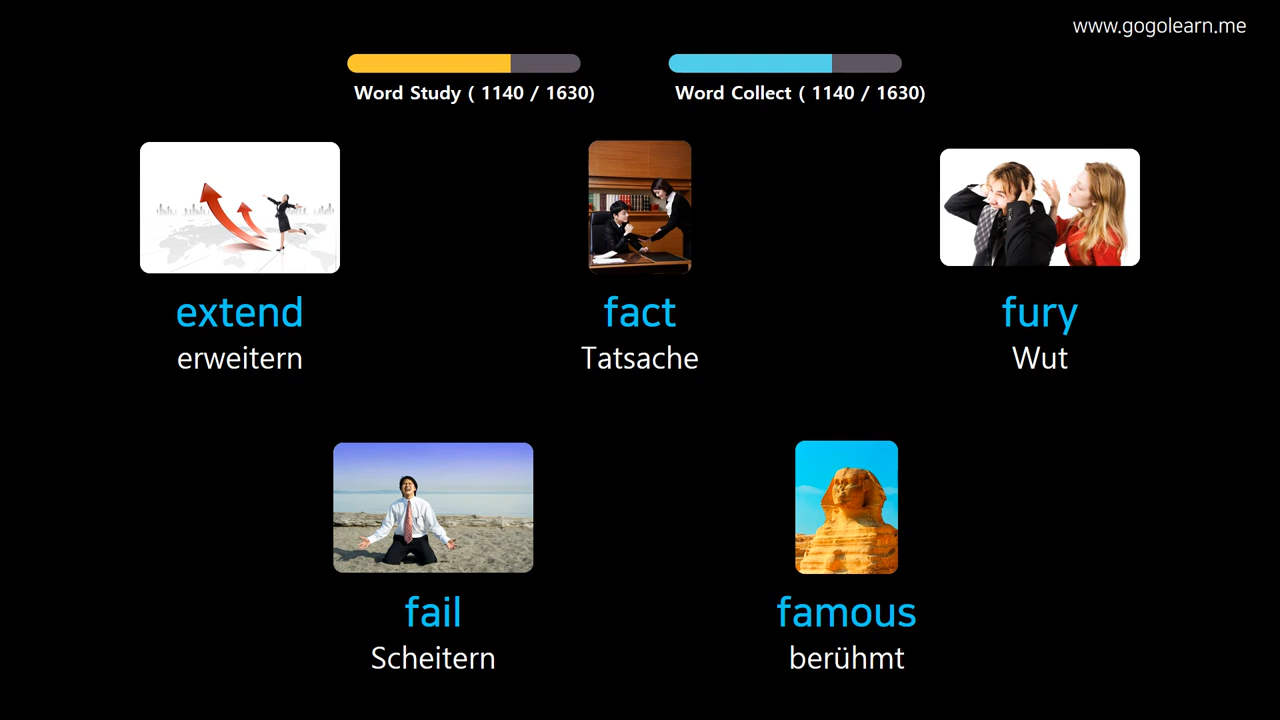 www.gogolearn.me
Word Study ( 1140 / 1630)
Word Collect ( 1140 / 1630)
extend
erweitern
fact
Tatsache
fury
Wut
fail
Scheitern
famous
berühmt